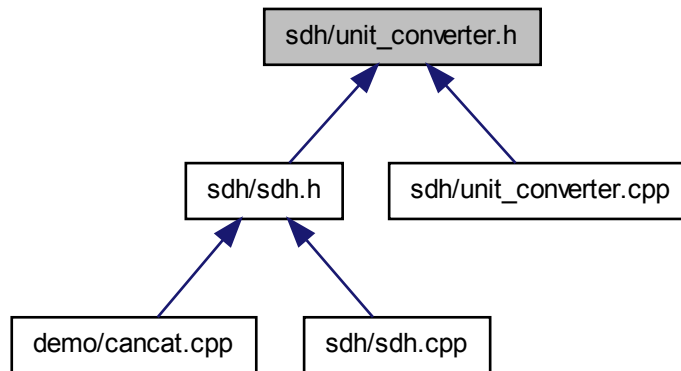 sdh/unit_converter.h
sdh/sdh.h
sdh/unit_converter.cpp
demo/cancat.cpp
sdh/sdh.cpp